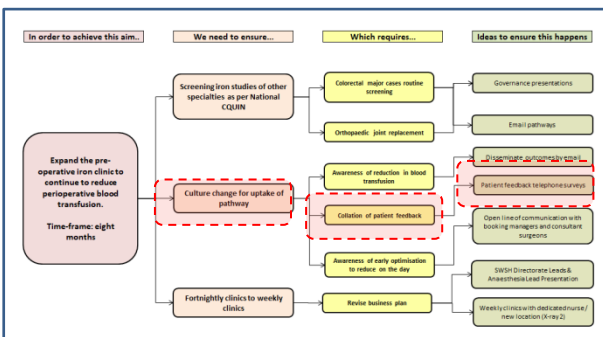 In order to achieve this aim..
We need to ensure...
Which requires...
Ideas to ensure this happens
Expand the pre-
operative iron clinic to
continue to reduce
perioperative blood
transfusion.
Time-frame: eight
months
Screening iron studies of other
specialties as per National
CQUIN
Culture change for uptake of
pathway
Fortnightly clinics to weekly
clinics
Colorectal major cases routine
screening
Orthopaedic joint replacement
Awareness of reduction in blood
transfusion
Collation of patient feedback
Awareness of early optimisation
to reduce on the day
Revise business plan
Governance presentations
Email pathways
Disseminate outcomes by email
Patient feedback telephone surveys
Open line of communication with
booking managers and consultant
surgeons
SWSH Directorate Leads &
Anaesthesia Lead Presentation
Weekly clinics with dedicated nurse /
new location (X-ray 2)